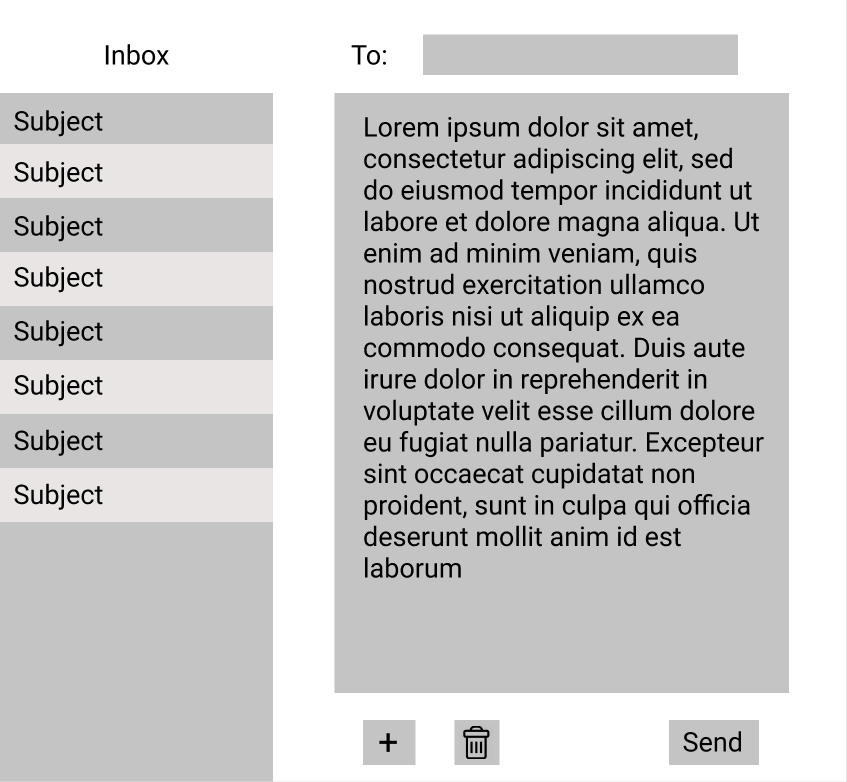 Inbox
Subject
Subject
Subject
Subject
Subject
Subject
Subject
Subject
To:
Lorem ipsum dolor sit amet,
consectetur adipiscing elit, sed
do eiusmod tempor incididunt ut
labore et dolore magna aliqua. Ut
enim ad minim veniam, quis
nostrud exercitation ullamco
laboris nisi ut aliquip ex ea
commodo consequat. Duis aute
irure dolor in reprehenderit in
voluptate velit esse cillum dolore
eu fugiat nulla pariatur. Excepteur
sint occaecat cupidatat non
proident, sunt in culpa qui officia
deserunt mollit anim id est
laborum
+
Send